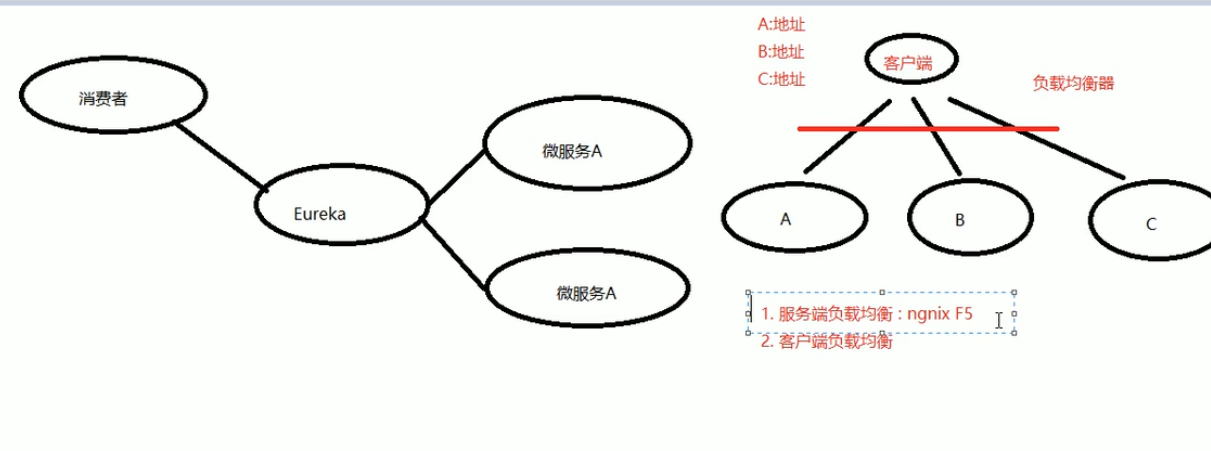 消费者
Eureka
微服务A
微服务A
A:地址
B:地址
C:地址
客户端
负载均衡器
A
B
C
1. 服务端负载均衡 : ngnix F5
2. 客户端负载均衡